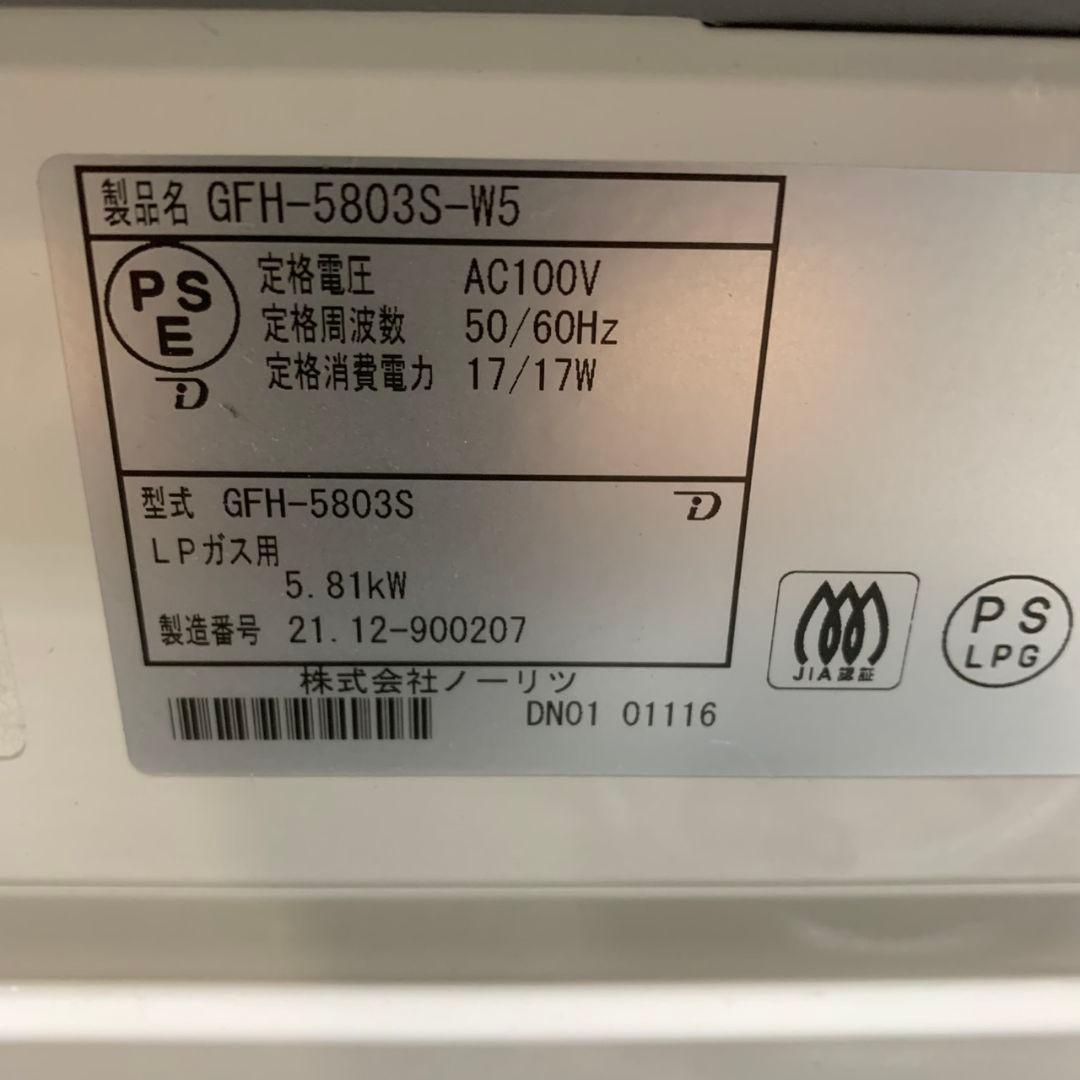 製品名 GFH-5803S-W5
PS
E
定格電圧 AC100V
定格周波数 50/60Hz
定格消費電力 17/17W
型式 GFH-5803S
LPガス用
5.81kW
製造番号 21.12-900207
株式会社ノーリツ
DN01 01116
JIA認証
PS
LPG